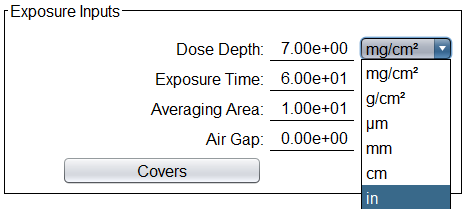 Exposure Inputs
Dose Depth: 7.00e+00 mg/cm²
mg/cm²
Exposure Time: 6.00e+01
g/cm²
Averaging Area: 1.00e+01
µm
Air Gap: 0.00e+00
mm
Covers
cm
in